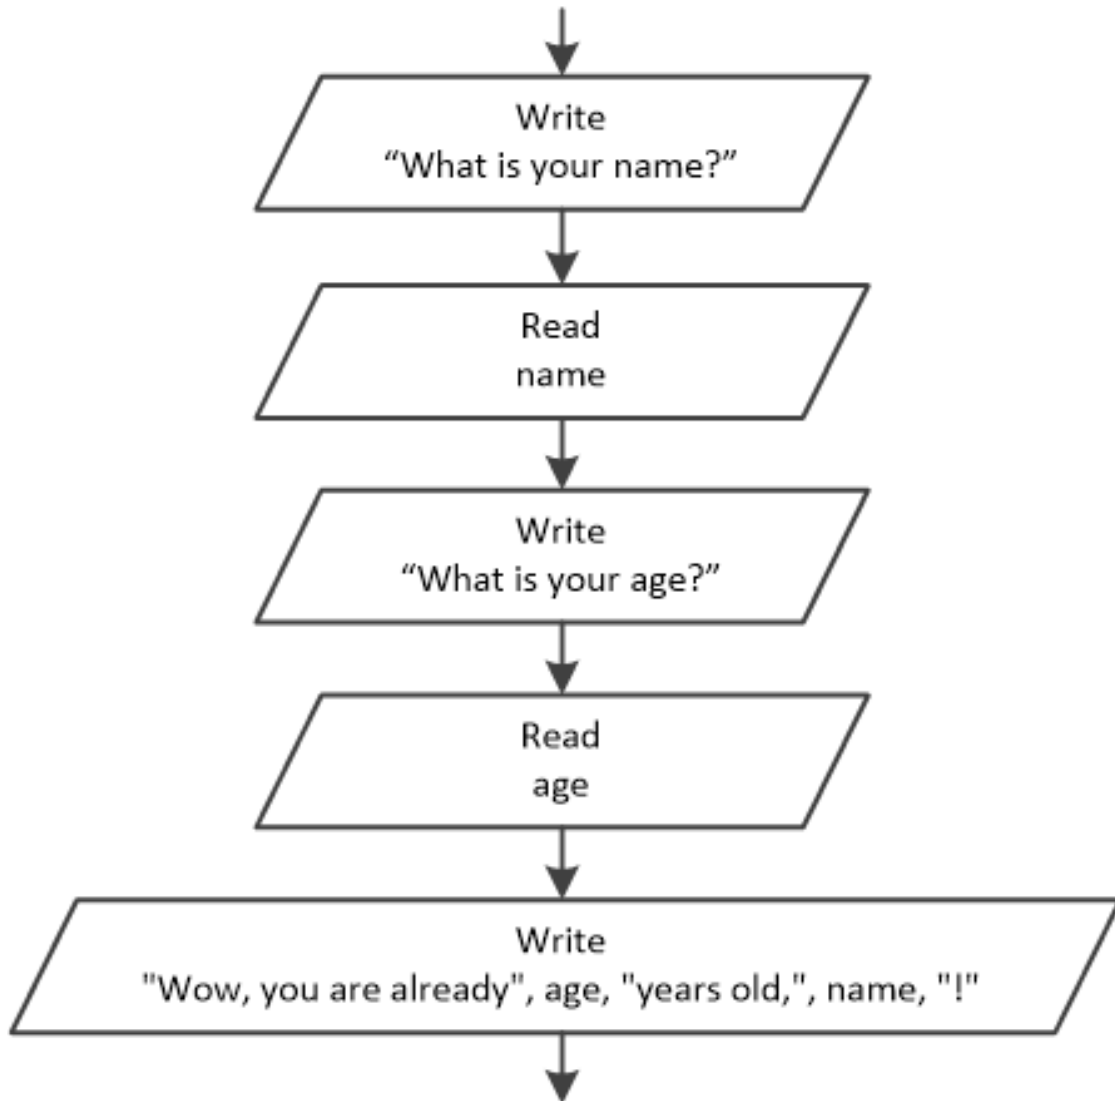 Write
“What is your name?”
Read
name
Write
“What is your age?”
Read
age
Write
"Wow, you are already", age, "years old,", name, "!"